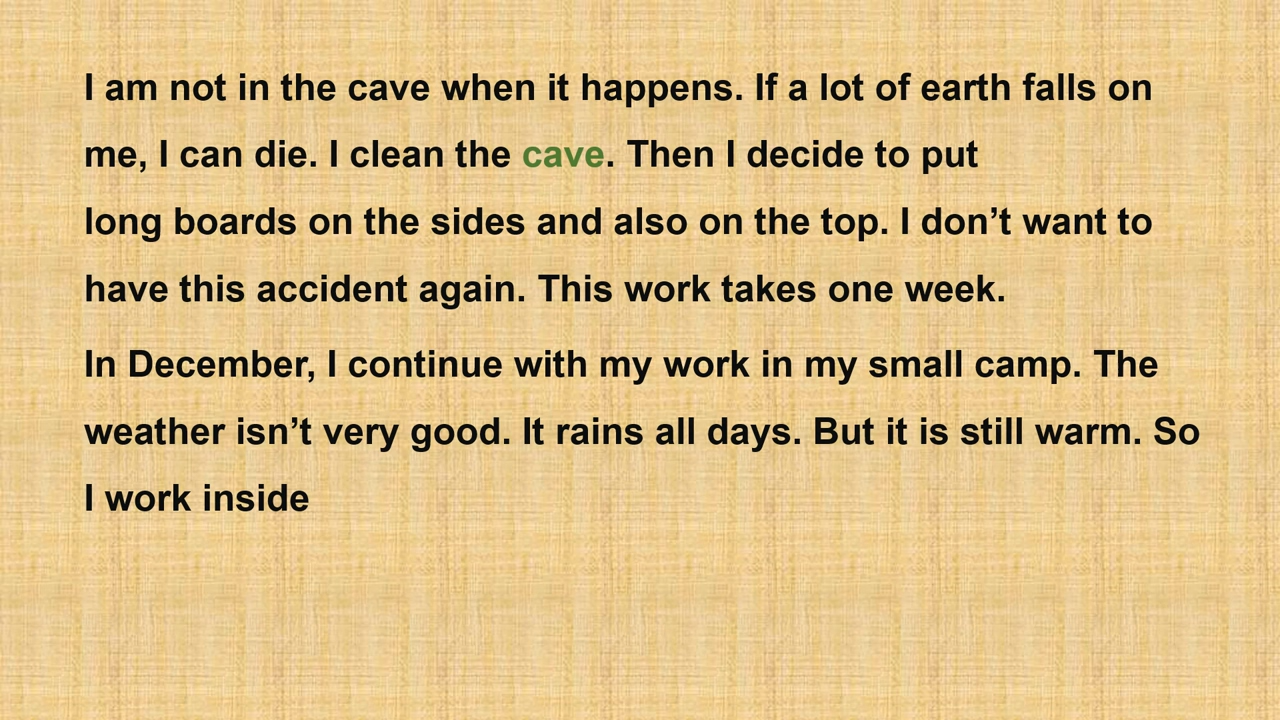 I am not in the cave when it happens. If a lot of earth falls on
me, I can die. I clean the cave. Then I decide to put
long boards on the sides and also on the top. I don’t want to
have this accident again. This work takes one week.
In December, I continue with my work in my small camp. The
weather isn’t very good. It rains all days. But it is still warm. So
I work inside